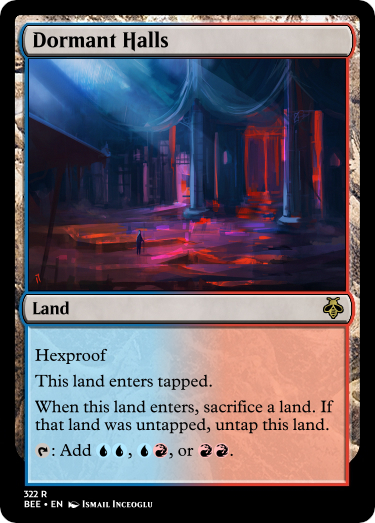 Dormant Halls
Land
Hexproof
This land enters tapped.
When this land enters, sacrifice a land. If
that land was untapped, untap this land.
: Add , , or .
322 R
BEE • EN Ismail Inceoglu